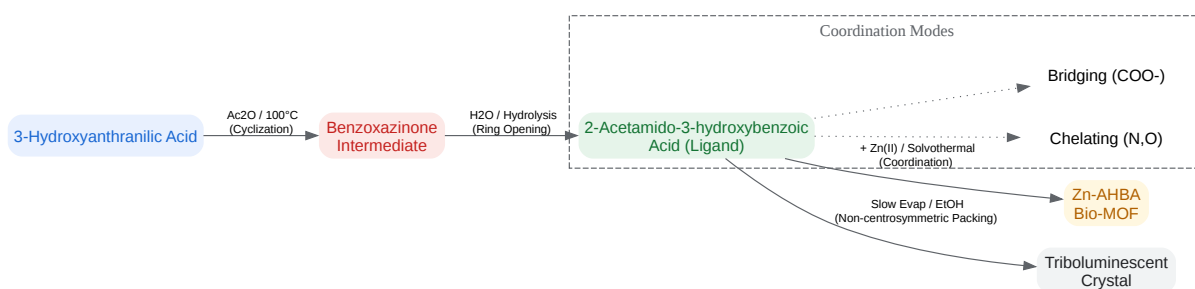 Coordination Modes
Bridging (COO-)
Ac2O / 100°C
(Cyclization)
H2O / Hydrolysis
(Ring Opening)
3-Hydroxyanthranilic Acid
Benzoxazinone
Intermediate
2-Acetamido-3-hydroxybenzoic
Acid (Ligand)
Chelating (N,O)
+ Zn(II) / Solvothermal
(Coordination)
Zn-AHBA
Bio-MOF
Slow Evap / EtOH
(Non-centrosymmetric Packing)
Triboluminescent
Crystal